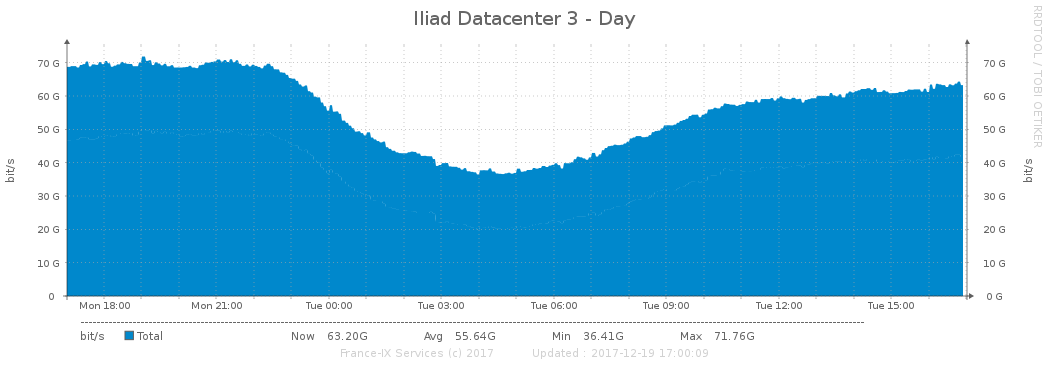 Iliad Datacenter 3 - Day
RRDTOOL / TOBI OETIKER
70 G 70 G
60 G 60 G
50 G 50 G
40 G 40 G
30 G 30 G
20 G 20 G
10 G 10 G
0 0 G
bit/s bit/s
Mon 18:00 Mon 21:00 Tue 00:00 Tue 03:00 Tue 06:00 Tue 09:00 Tue 12:00 Tue 15:00
bit/s Total Now 63.20G Avg 55.64G Min 36.41G Max 71.76G
France-IX Services (c) 2017 Updated : 2017-12-19 17:00:09